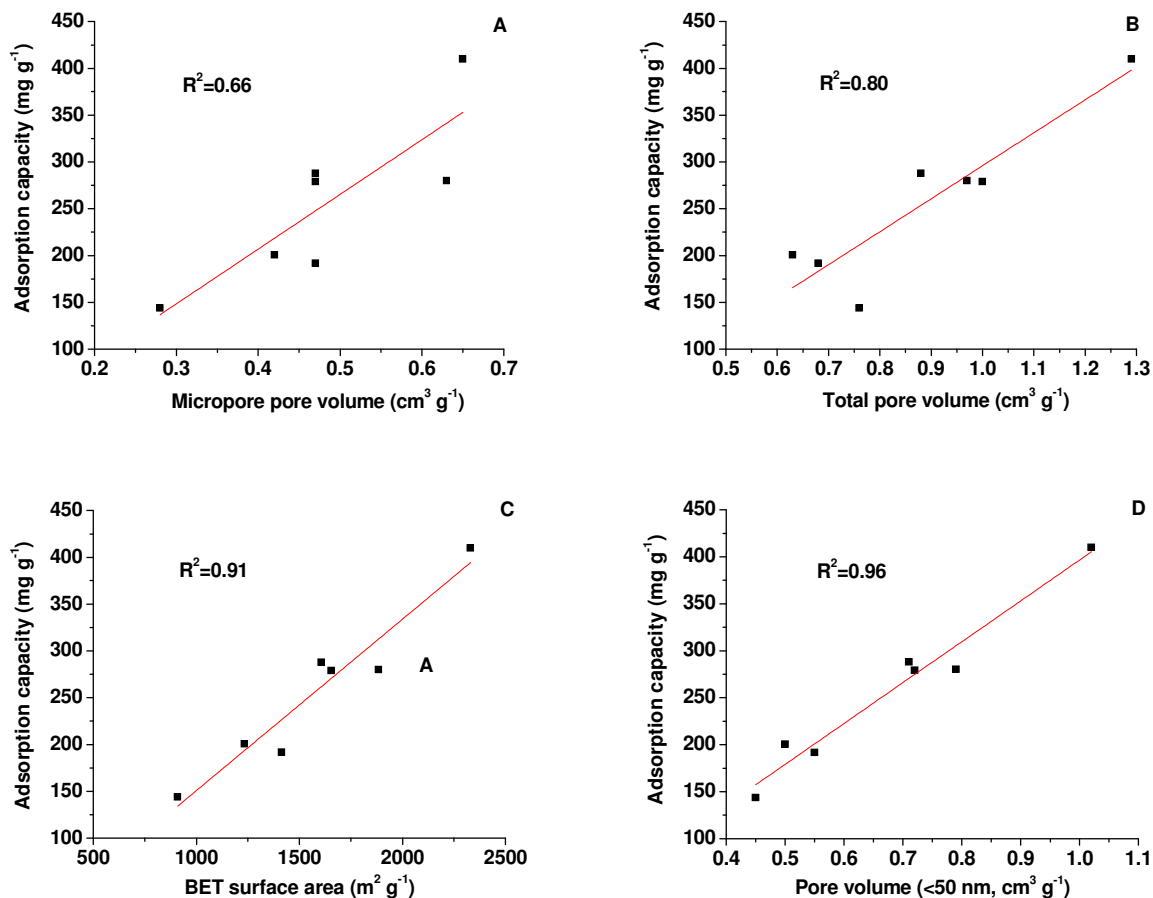 A
R²=0.66
Adsorption capacity (mg g⁻¹)
450
400
350
300
250
200
150
100
0.2 0.3 0.4 0.5 0.6 0.7
Micropore pore volume (cm³ g⁻¹)
B
R²=0.80
Adsorption capacity (mg g⁻¹)
450
400
350
300
250
200
150
100
0.5 0.6 0.7 0.8 0.9 1.0 1.1 1.2 1.3
Total pore volume (cm³ g⁻¹)
C
R²=0.91
A
Adsorption capacity (mg g⁻¹)
450
400
350
300
250
200
150
100
500 1000 1500 2000 2500
BET surface area (m² g⁻¹)
D
R²=0.96
Adsorption capacity (mg g⁻¹)
450
400
350
300
250
200
150
100
0.4 0.5 0.6 0.7 0.8 0.9 1.0 1.1
Pore volume (<50 nm, cm³ g⁻¹)